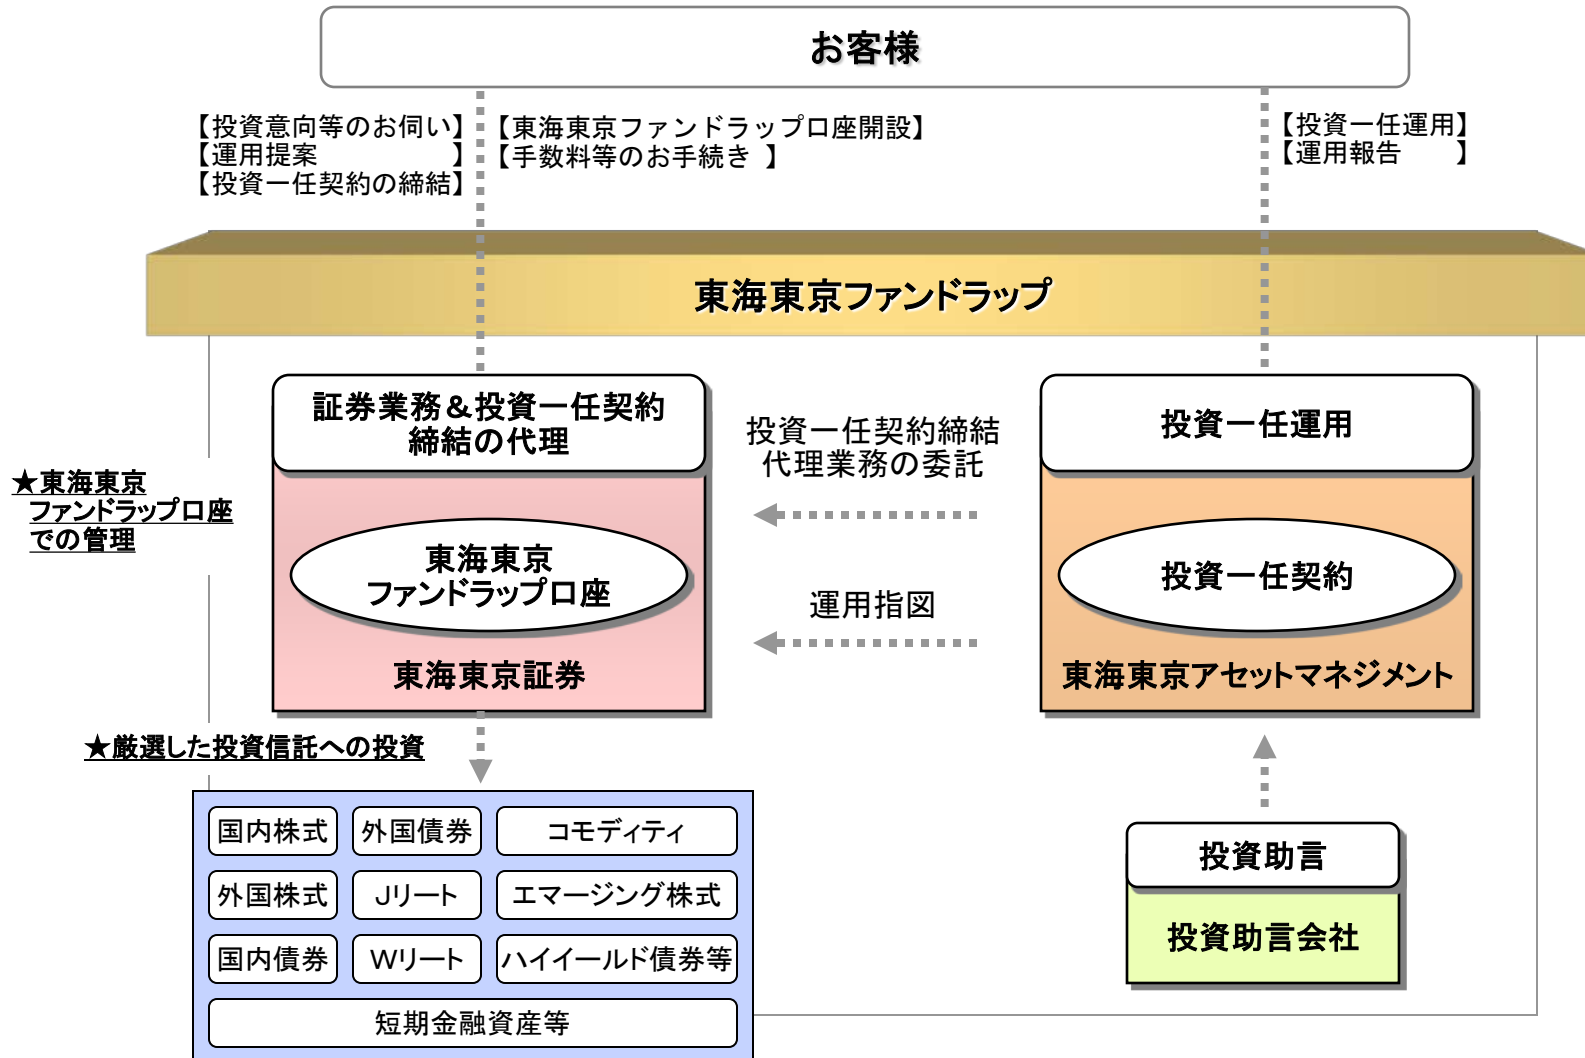 お客様
【投資意向等のお伺い】
【運用提案　　　　　】
【投資一任契約の締結】
【東海東京ファンドラップ口座開設】
【手数料等のお手続き 】
【投資一任運用】
【運用報告　　】
東海東京ファンドラップ
証券業務＆投資一任契約
締結の代理
投資一任契約締結
代理業務の委託
投資一任運用
★東海東京
ファンドラップ口座
での管理
東海東京
ファンドラップ口座
運用指図
投資一任契約
東海東京証券
東海東京アセットマネジメント
★厳選した投資信託への投資
国内株式
外国債券
コモディティ
外国株式
Jリート
エマージング株式
国内債券
Wリート
ハイイールド債券等
短期金融資産等
投資助言
投資助言会社